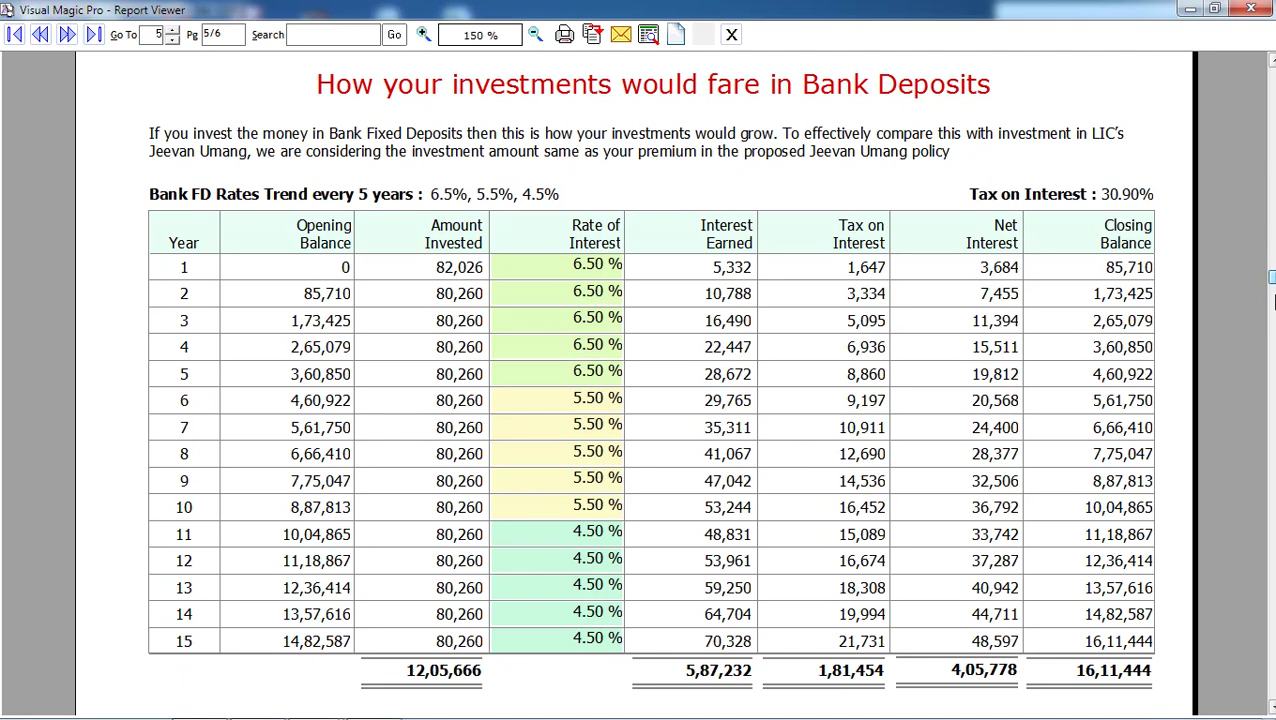 Visual Magic Pro - Report Viewer
Go To 5 Pg 5/6 Search Go 150 % X
How your investments would fare in Bank Deposits
If you invest the money in Bank Fixed Deposits then this is how your investments would grow. To effectively compare this with investment in LIC's
Jeevan Umang, we are considering the investment amount same as your premium in the proposed Jeevan Umang policy
Bank FD Rates Trend every 5 years : 6.5%, 5.5%, 4.5% Tax on Interest : 30.90%
Opening Amount Rate of Interest Tax on Net Closing
Year Balance Invested Interest Earned Interest Interest Balance
1 0 82,026 6.50 % 5,332 1,647 3,684 85,710
2 85,710 80,260 6.50 % 10,788 3,334 7,455 1,73,425
3 1,73,425 80,260 6.50 % 16,490 5,095 11,394 2,65,079
4 2,65,079 80,260 6.50 % 22,447 6,936 15,511 3,60,850
5 3,60,850 80,260 6.50 % 28,672 8,860 19,812 4,60,922
6 4,60,922 80,260 5.50 % 29,765 9,197 20,568 5,61,750
7 5,61,750 80,260 5.50 % 35,311 10,911 24,400 6,66,410
8 6,66,410 80,260 5.50 % 41,067 12,690 28,377 7,75,047
9 7,75,047 80,260 5.50 % 47,042 14,536 32,506 8,87,813
10 8,87,813 80,260 5.50 % 53,244 16,452 36,792 10,04,865
11 10,04,865 80,260 4.50 % 48,831 15,089 33,742 11,18,867
12 11,18,867 80,260 4.50 % 53,961 16,674 37,287 12,36,414
13 12,36,414 80,260 4.50 % 59,250 18,308 40,942 13,57,616
14 13,57,616 80,260 4.50 % 64,704 19,994 44,711 14,82,587
15 14,82,587 80,260 4.50 % 70,328 21,731 48,597 16,11,444
12,05,666 5,87,232 1,81,454 4,05,778 16,11,444